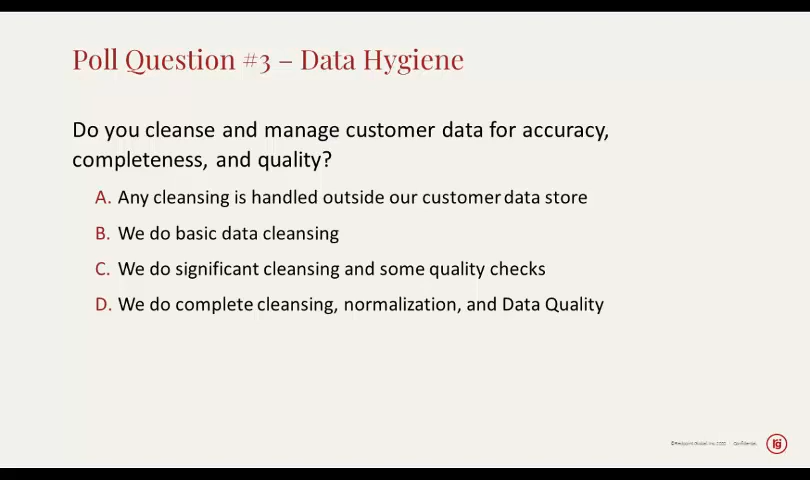 Poll Question #3 – Data Hygiene
Do you cleanse and manage customer data for accuracy,
completeness, and quality?
A. Any cleansing is handled outside our customer data store
B. We do basic data cleansing
C. We do significant cleansing and some quality checks
D. We do complete cleansing, normalization, and Data Quality
Confidential